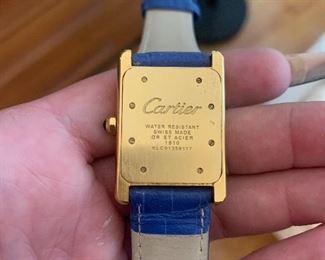 Cartier
WATER RESISTANT
SWISS MADE
OR ET ACIER
1810